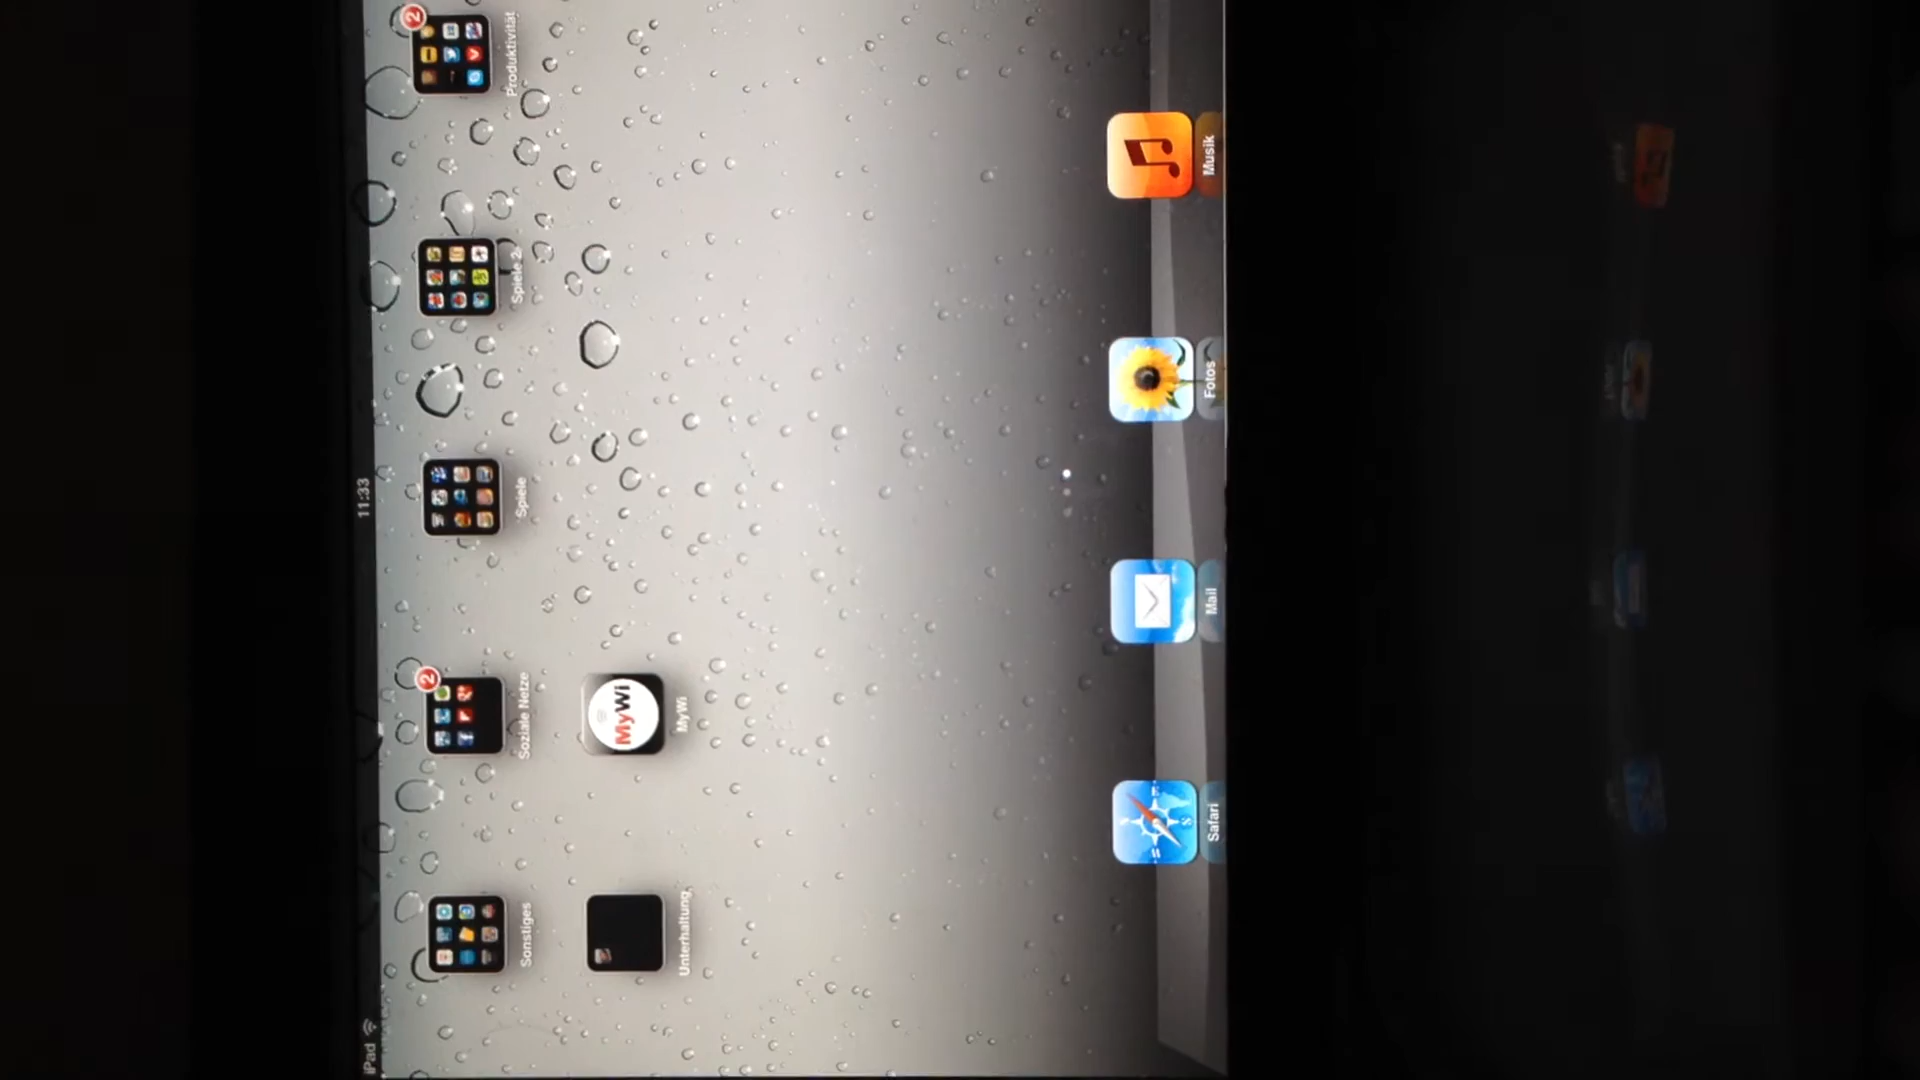 iPad
11:33
Sonstiges
Soziale Netze
2
Spiele
Spiele 2
Produktivität
2
Unterhaltung
MyWi
MyWi
Safari
Mail
Fotos
Musik